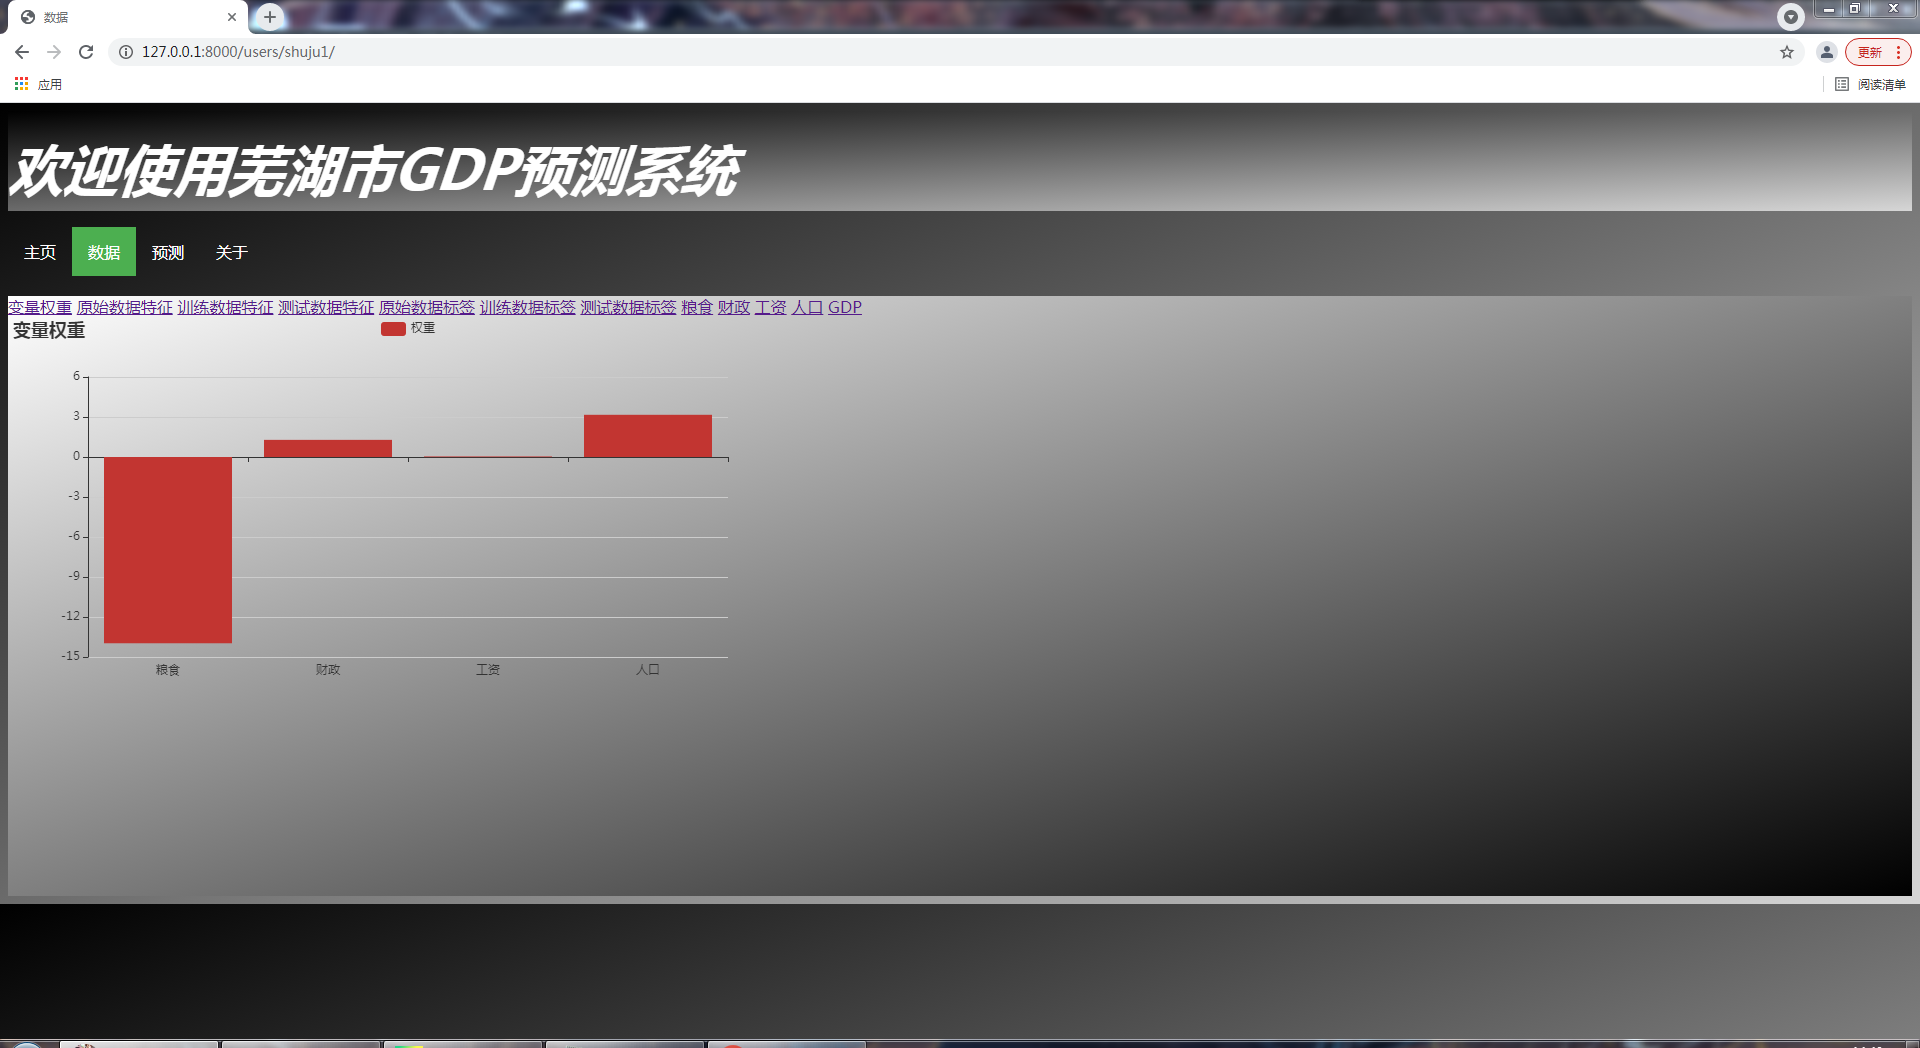 数据
127.0.0.1:8000/users/shuju1/
更新
应用
阅读清单
欢迎使用芜湖市GDP预测系统
主页 数据 预测 关于
变量权重 原始数据特征 训练数据特征 测试数据特征 原始数据标签 训练数据标签 测试数据标签 粮食 财政 工资 人口 GDP
变量权重
权重
6
3
0
-3
-6
-9
-12
-15
粮食 财政 工资 人口